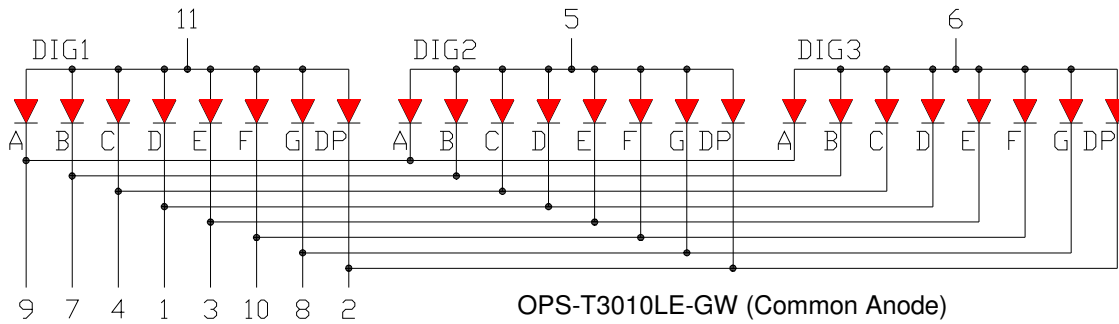 11 5 6
DIG1 DIG2 DIG3
A B C D E F G DP A B C D E F G DP A B C D E F G DP
9 7 4 1 3 10 8 2 OPS-T3010LE-GW (Common Anode)